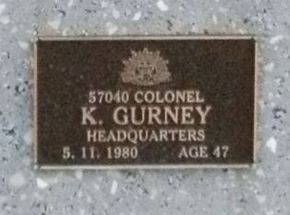 57040 COLONEL
K. GURNEY
HEADQUARTERS
5. 11. 1980 AGE 47